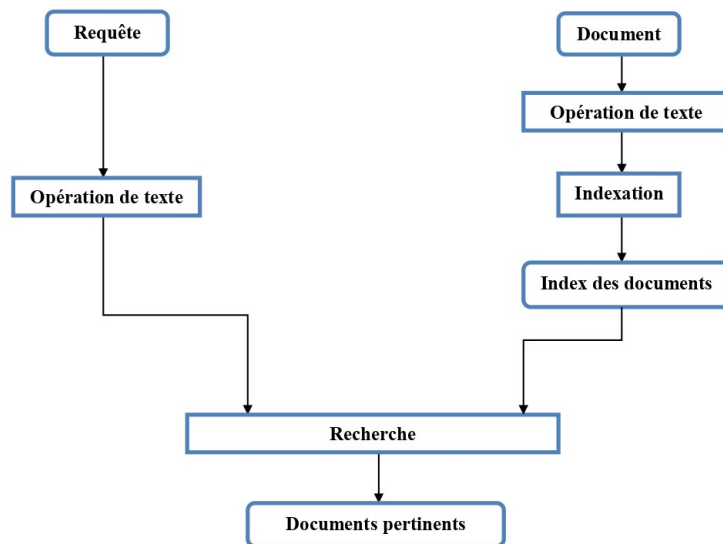 Requête
Document
Opération de texte
Opération de texte
Indexation
Index des documents
Recherche
Documents pertinents